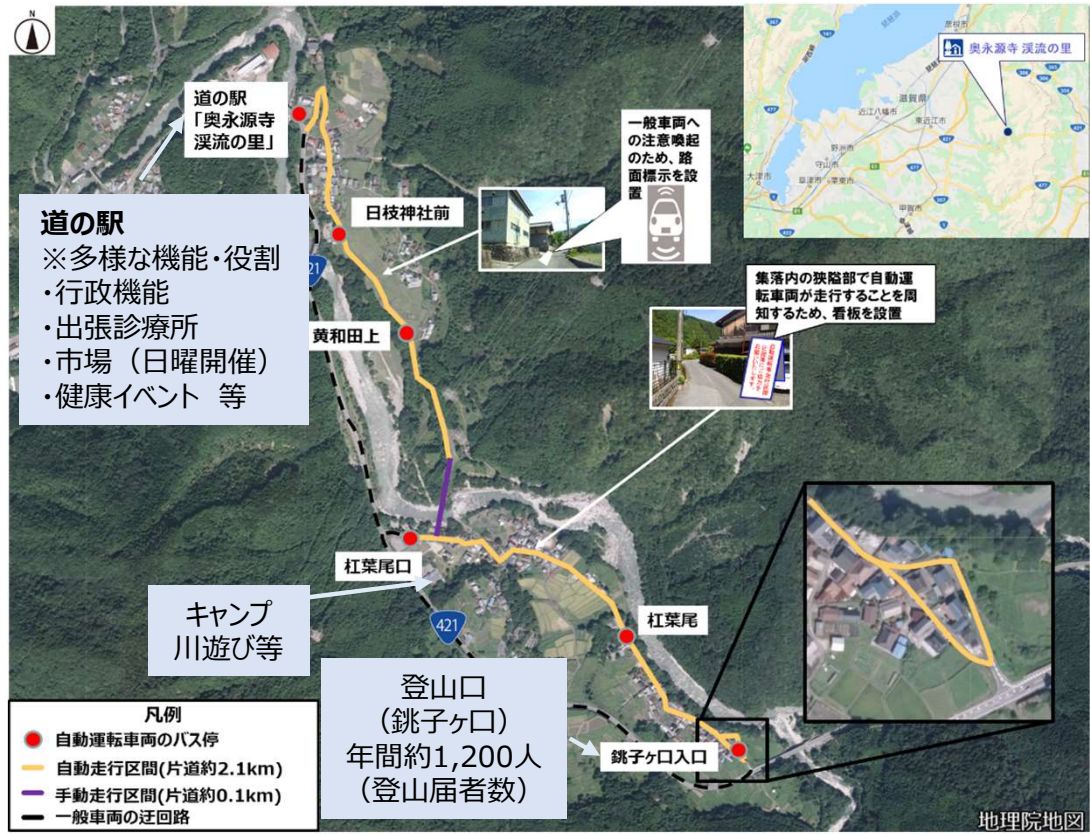 N
道の駅
「奥永源寺
渓流の里」
道の駅
※多様な機能・役割
・行政機能
・出張診療所
・市場（日曜開催）
・健康イベント 等
日枝神社前
黄和田上
一般車両へ
の注意喚起
のため、路
面標示を設
置
奥永源寺 渓流の里
滋賀県
彦根市
近江八幡市
東近江市
野洲市
守山市
草津市
栗東市
大津市
甲賀市
集落内の狭隘部で自動運
転車両が走行することを周
知するため、看板を設置
21
杠葉尾口
キャンプ
川遊び等
421
杠葉尾
登山口
（銚子ヶ口）
年間約1,200人
（登山届者数）
銚子ヶ口入口
凡例
自動運転車両のバス停
自動走行区間(片道約2.1km)
手動走行区間(片道約0.1km)
一般車両の迂回路
地理院地図